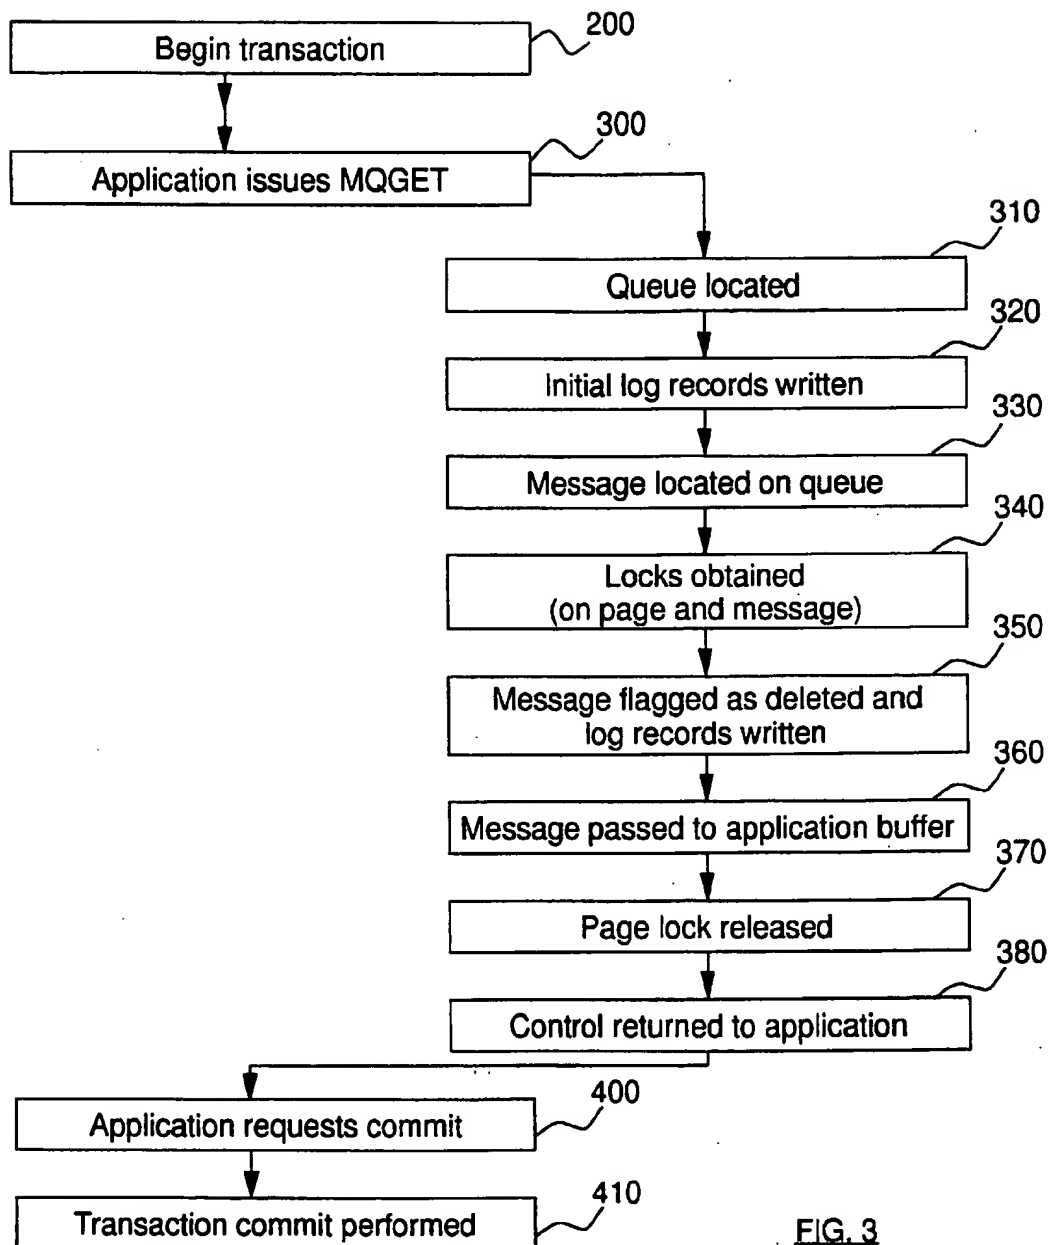 200
Begin transaction
300
Application issues MQGET
310
Queue located
320
Initial log records written
330
Message located on queue
340
Locks obtained
(on page and message)
350
Message flagged as deleted and
log records written
360
Message passed to application buffer
370
Page lock released
380
Control returned to application
400
Application requests commit
410
Transaction commit performed
FIG. 3